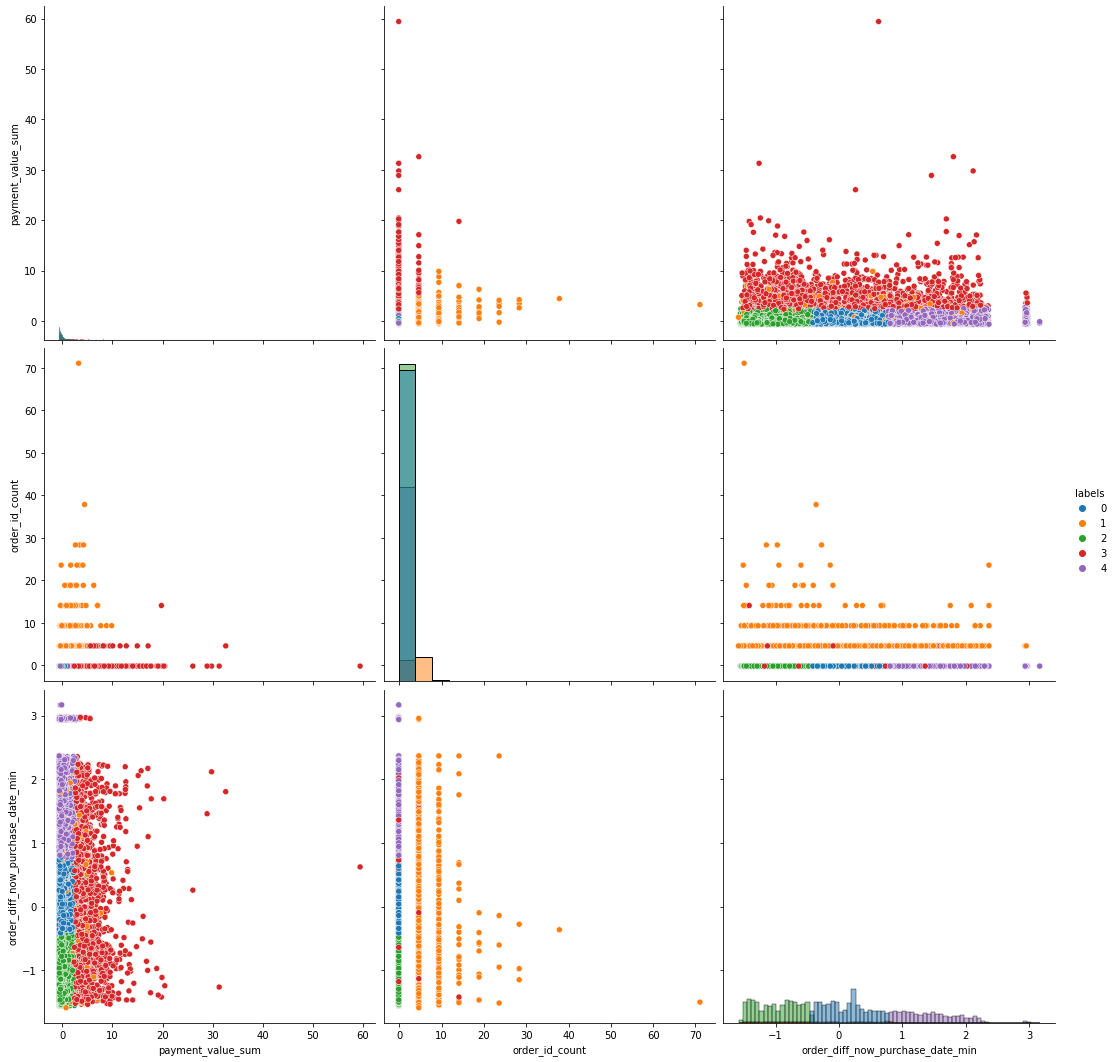 60
50
40
30
20
10
0
payment_value_sum
70
60
50
40
30
20
10
0
order_id_count
labels
0
1
2
3
4
3
2
1
0
−1
order_diff_now_purchase_date_min
0 10 20 30 40 50 60
0 10 20 30 40 50 60 70
−1 0 1 2 3
payment_value_sum
order_id_count
order_diff_now_purchase_date_min